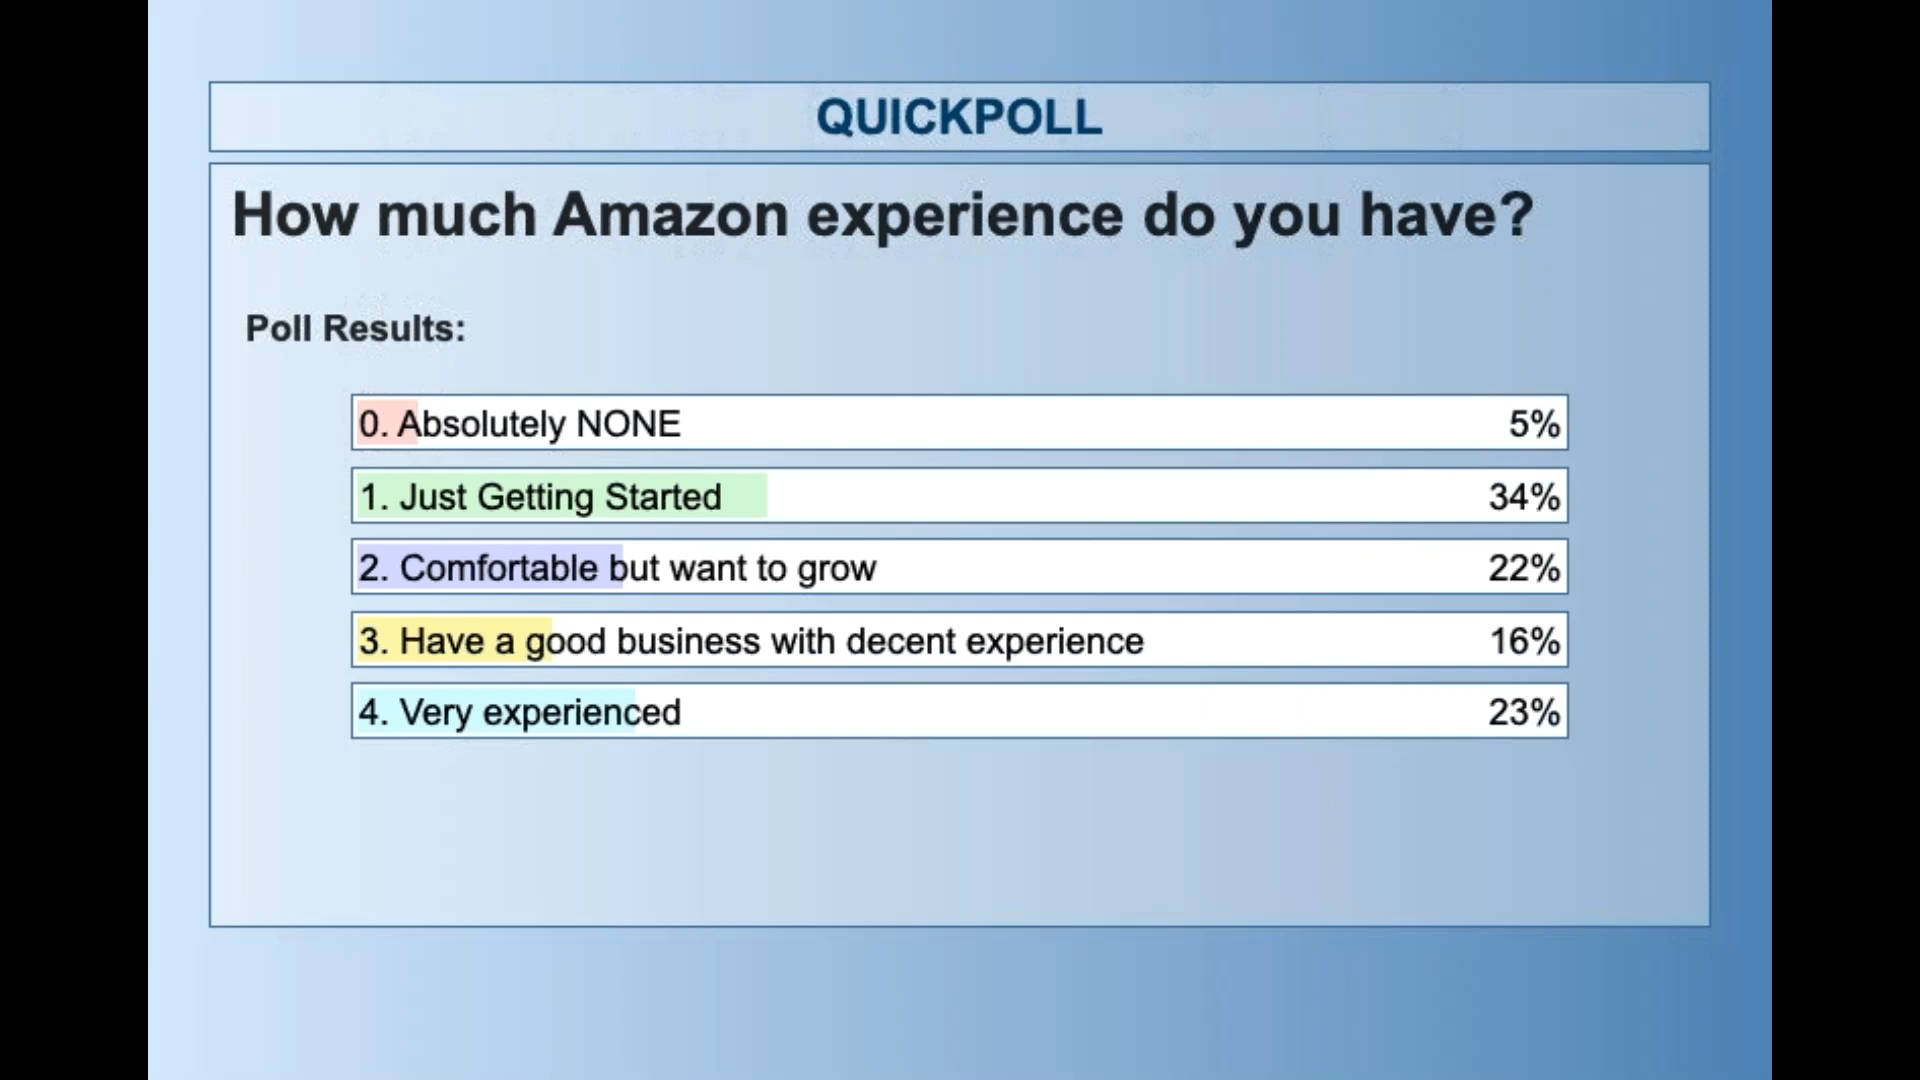 QUICKPOLL
How much Amazon experience do you have?
Poll Results:
0. Absolutely NONE 5%
1. Just Getting Started 34%
2. Comfortable but want to grow 22%
3. Have a good business with decent experience 16%
4. Very experienced 23%